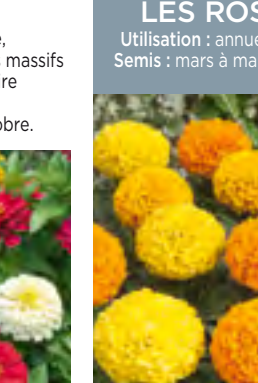 ,
massifs
re
obre.
LES ROS
Utilisation : annue
Semis : mars à ma